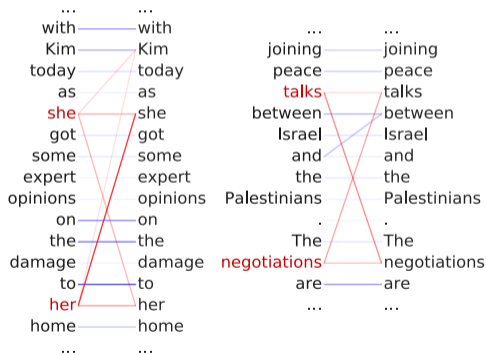 ... ...
with with
Kim Kim
today today
as as
she she
got got
some some
expert expert
opinions opinions
on on
the the
damage damage
to to
her her
home home
... ...
... ...
joining joining
peace peace
talks talks
between between
Israel Israel
and and
the the
Palestinians Palestinians
. .
The The
negotiations negotiations
are are
... ...